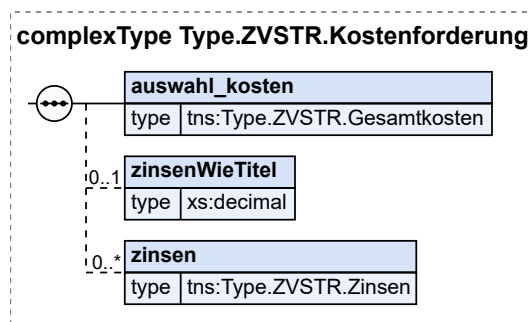 complexType Type.ZVSTR.Kostenforderung
auswahl_kosten
type tns:Type.ZVSTR.Gesamtkosten
0..1
zinsenWieTitel
type xs:decimal
0..*
zinsen
type tns:Type.ZVSTR.Zinsen